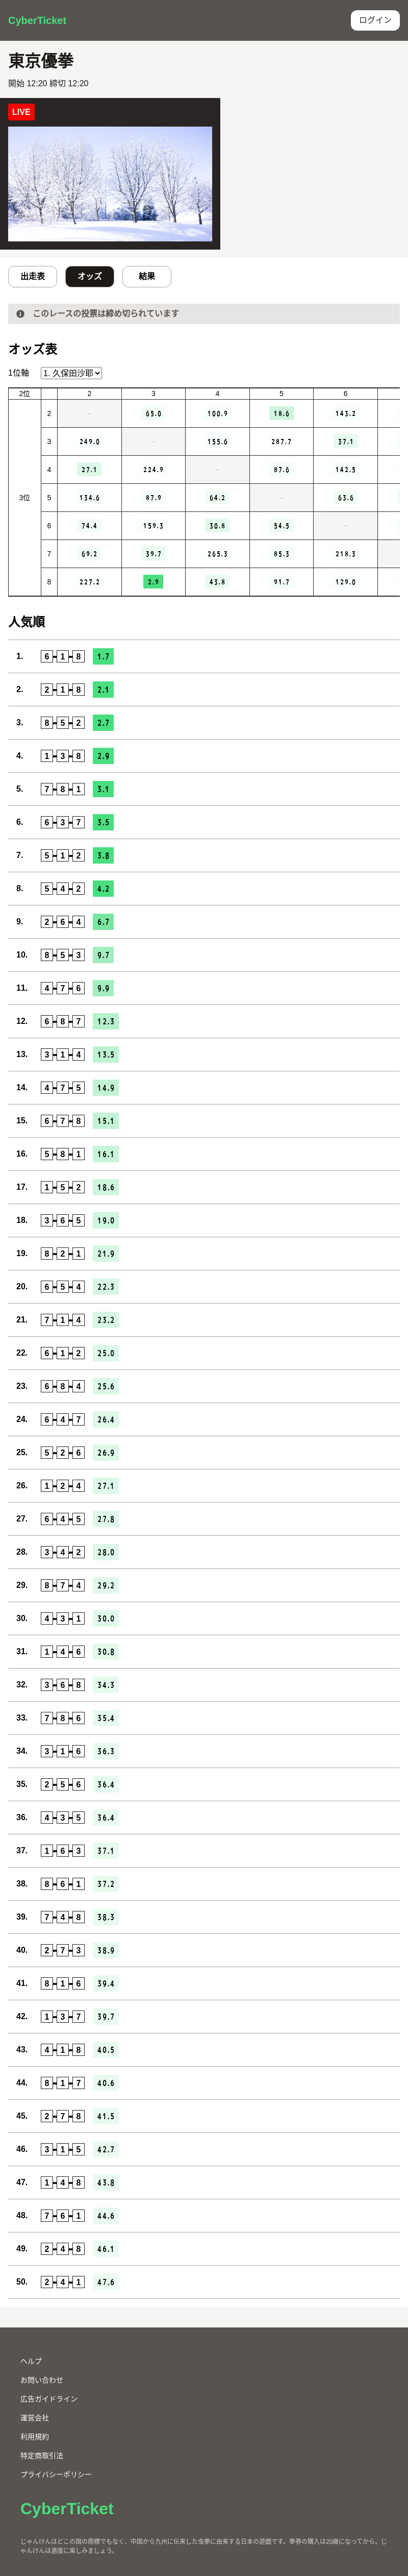 CyberTicket
ログイン
東京優拳
開始 12:20 締切 12:20
LIVE
出走表 オッズ 結果
このレースの投票は締め切られています
オッズ表
1位軸 1. 久保田沙耶
2位 2 3 4 5 6
3位
2 - 65.0 100.9 18.6 143.2
3 249.0 - 155.6 287.7 37.1
4 27.1 224.9 - 87.6 142.5
5 134.6 87.9 64.2 - 63.6
6 74.4 159.3 30.8 54.5 -
7 69.2 39.7 265.3 85.3 218.3
8 227.2 2.9 43.8 91.7 129.0
人気順
1. 6-1-8 1.7
2. 2-1-8 2.1
3. 8-5-2 2.7
4. 1-3-8 2.9
5. 7-8-1 3.1
6. 6-3-7 3.5
7. 5-1-2 3.8
8. 5-4-2 4.2
9. 2-6-4 6.7
10. 8-5-3 9.7
11. 4-7-6 9.9
12. 6-8-7 12.3
13. 3-1-4 13.5
14. 4-7-5 14.9
15. 6-7-8 15.1
16. 5-8-1 16.1
17. 1-5-2 18.6
18. 3-6-5 19.0
19. 8-2-1 21.9
20. 6-5-4 22.3
21. 7-1-4 23.2
22. 6-1-2 25.0
23. 6-8-4 25.6
24. 6-4-7 26.4
25. 5-2-6 26.9
26. 1-2-4 27.1
27. 6-4-5 27.8
28. 3-4-2 28.0
29. 8-7-4 29.2
30. 4-3-1 30.0
31. 1-4-6 30.8
32. 3-6-8 34.3
33. 7-8-6 35.4
34. 3-1-6 36.3
35. 2-5-6 36.4
36. 4-3-5 36.4
37. 1-6-3 37.1
38. 8-6-1 37.2
39. 7-4-8 38.3
40. 2-7-3 38.9
41. 8-1-6 39.4
42. 1-3-7 39.7
43. 4-1-8 40.5
44. 8-1-7 40.6
45. 2-7-8 41.5
46. 3-1-5 42.7
47. 1-4-8 43.8
48. 7-6-1 44.6
49. 2-4-8 46.1
50. 2-4-1 47.6
ヘルプ
お問い合わせ
広告ガイドライン
運営会社
利用規約
特定商取引法
プライバシーポリシー
CyberTicket
じゃんけんはどこの国の商標でもなく、中国から九州に伝来した虫拳に由来する日本の遊戯です。拳券の購入は20歳になってから、じ
ゃんけんは適度に楽しみましょう。